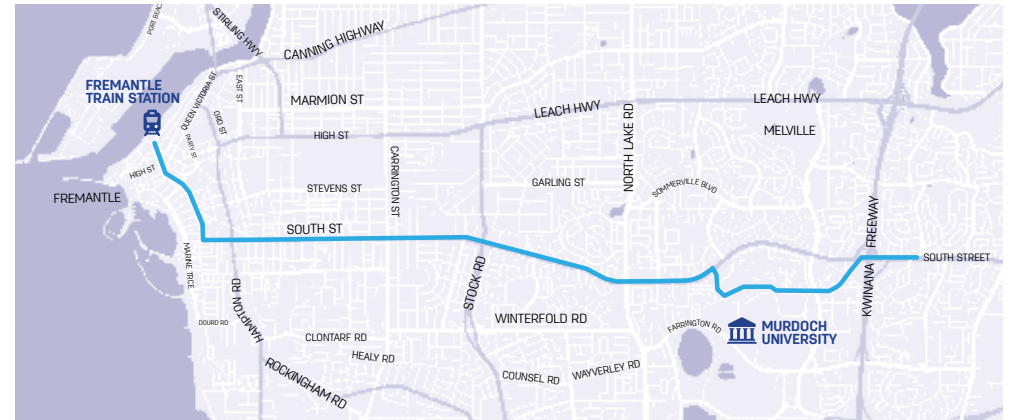 PORT BEAC
STIRLING HWY
CANNING HIGHWAY
FREMANTLE
TRAIN STATION
QUEEN VICTORIA ST
EAST ST
MARMION ST
LEACH HWY
LEACH HWY
ORD ST
HIGH ST
NORTH LAKE RD
MELVILLE
PARRY ST
CARRINGTON ST
HIGH ST
STEVENS ST
GARLING ST
SOMMERVILLE BLVD
FREMANTLE
SOUTH ST
KWINANA FREEWAY
SOUTH STREET
MARINE TRCE
STOCK RD
HAMPTON RD
DOURD RD
WINTERFOLD RD
FARRINGTON RD
MURDOCH
UNIVERSITY
CLONTARF RD
HEALY RD
ROCKINGHAM RD
COUNSEL RD
WAYVERLEY RD